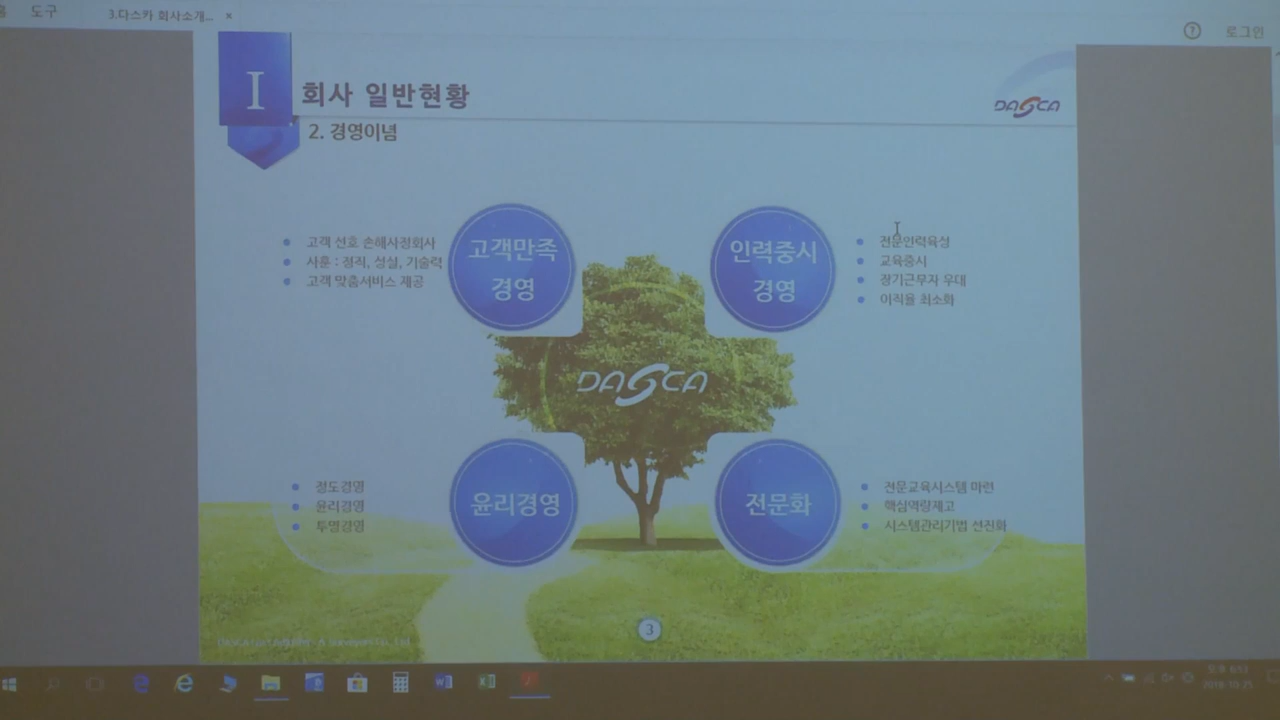 도구
3.다스카 회사소개...
×
?
로그인
I
회사 일반현황
DASCA
2. 경영이념
고객 선호 손해사정회사
사훈 : 정직, 성실, 기술력
고객 맞춤서비스 제공
고객만족
경영
인력중시
경영
전문인력육성
교육중시
장기근무자 우대
이직율 최소화
DASCA
정도경영
윤리경영
투명경영
윤리경영
전문화
전문교육시스템 마련
핵심역량재고
시스템관리기법 선진화
3